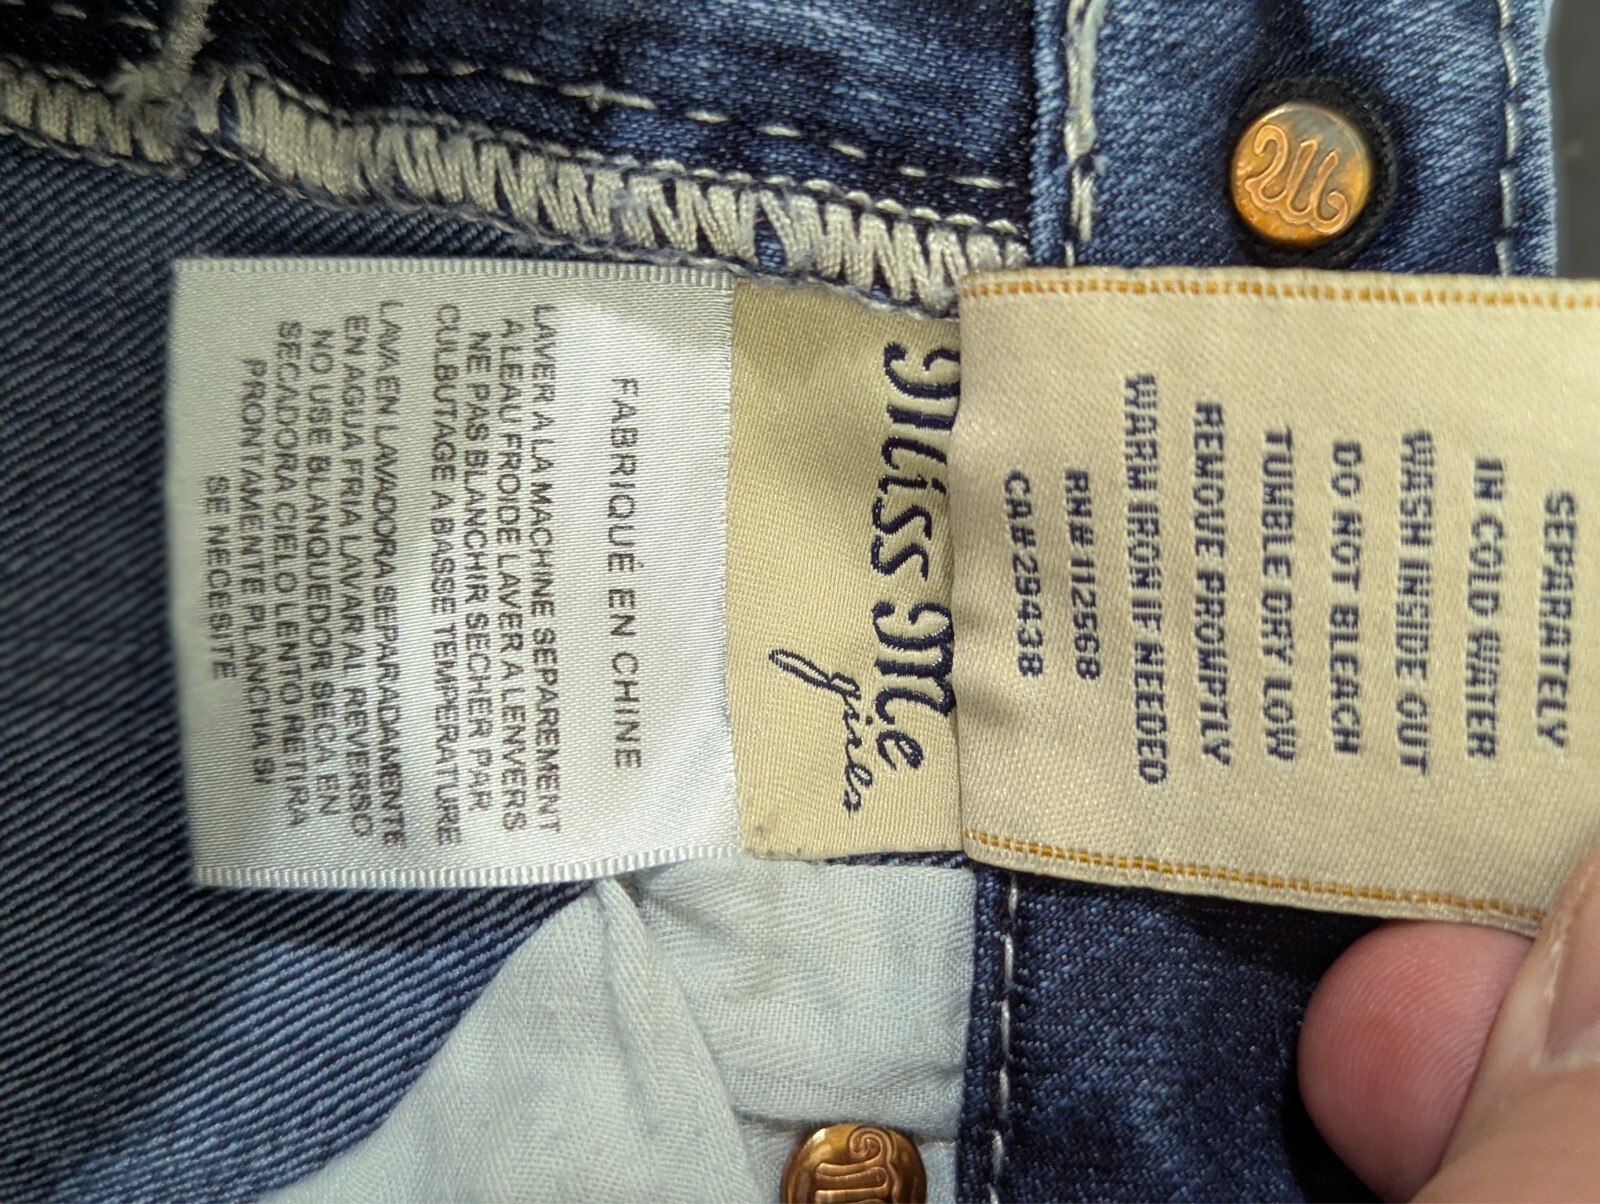 FABRIQUÉ EN CHINE
LAVER A LA MACHINE SEPAREMENT
A LEAU FROIDE LAVER A LENVERS
NE PAS BLANCHIR SECHER PAR
CULBUTAGE A BASSE TEMPERATURE
LAVA EN LAVADORA SEPARADAMENTE
EN AGUA FRIA LAVAR AL REVERSO
NO USE BLANQUEDOR SECA EN
SECADORA CIELO LENTO RETIRA
PRONTAMENTE PLANCHA SI
SE NECESITE
Miss Me
girls
SEPARATELY
IN COLD WATER
WASH INSIDE OUT
DO NOT BLEACH
TUMBLE DRY LOW
REMOVE PROMPTLY
WARM IRON IF NEEDED
RN# 112568
CA# 29438
M
M